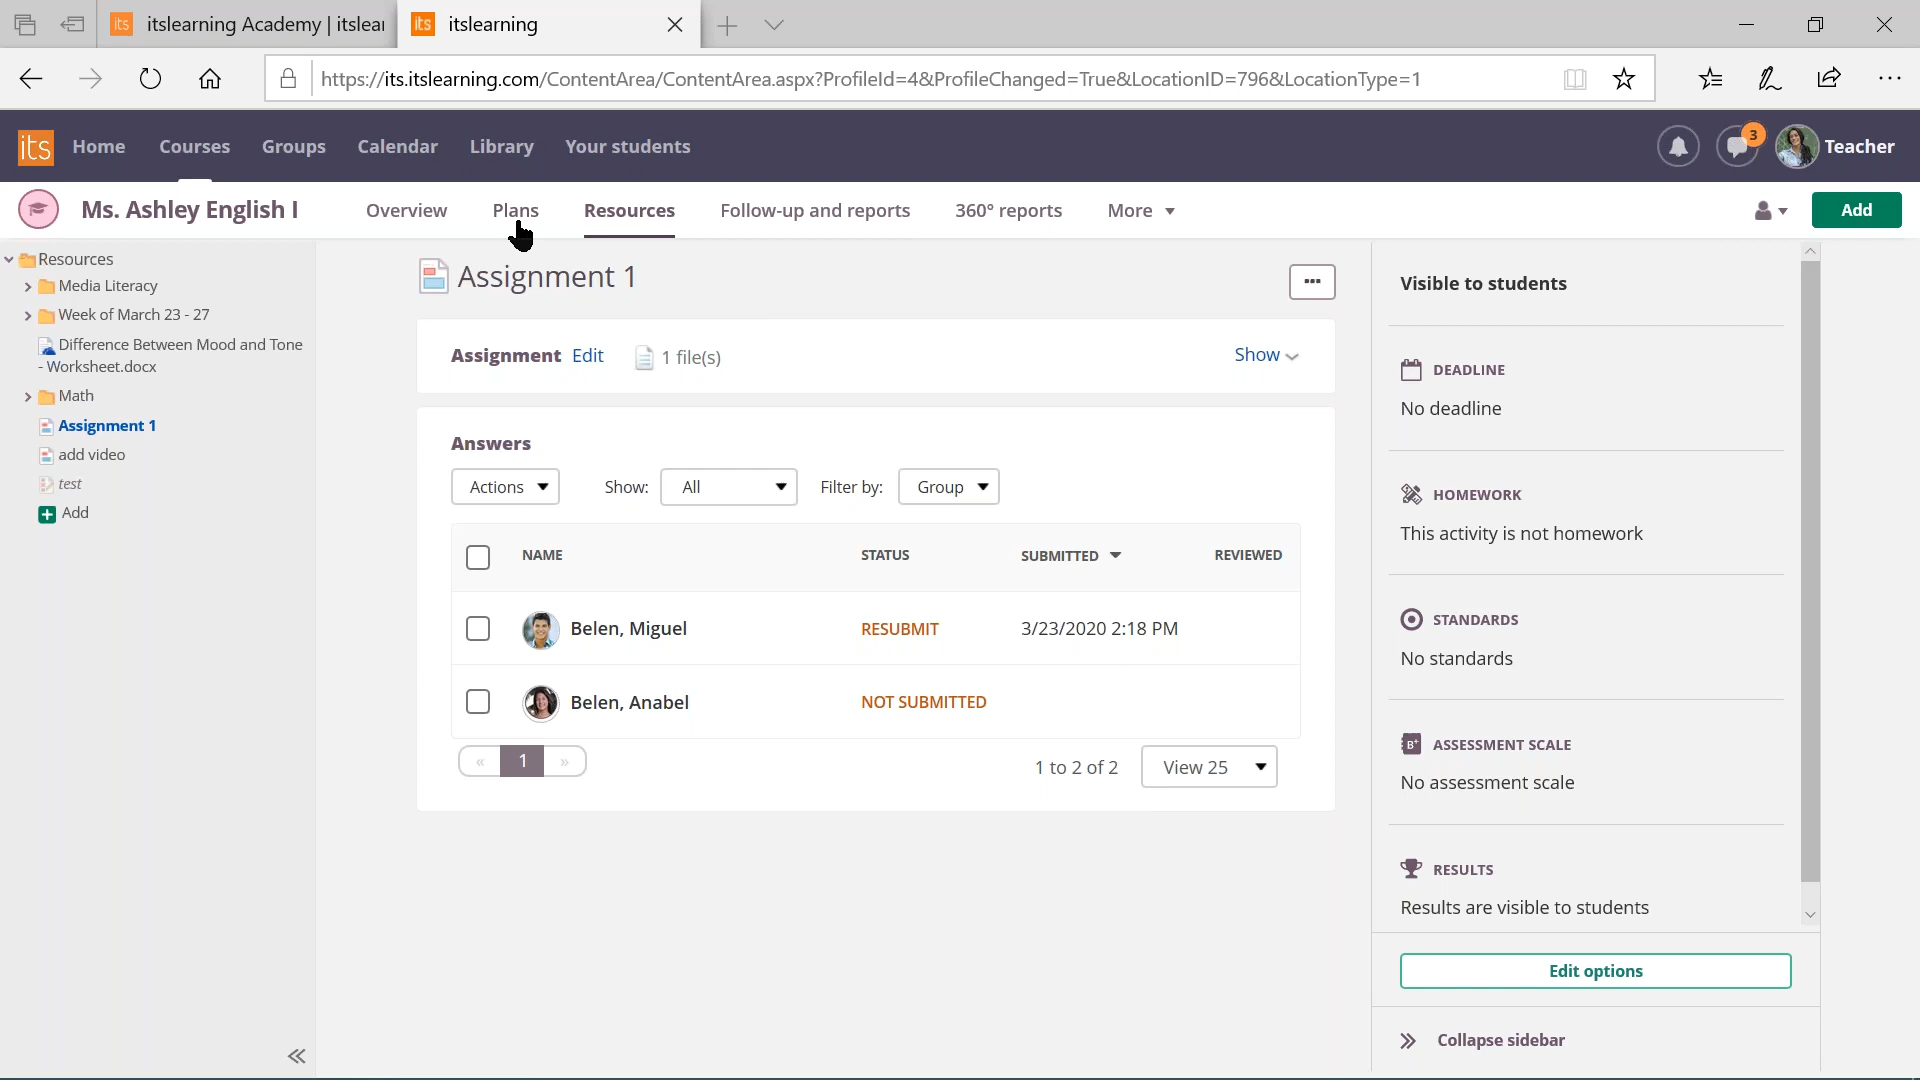 its itslearning Academy | itslear
its itslearning
https://its.itslearning.com/ContentArea/ContentArea.aspx?ProfileId=4&ProfileChanged=True&LocationID=796&LocationType=1
its Home Courses Groups Calendar Library Your students 3 Teacher
Ms. Ashley English I Overview Plans Resources Follow-up and reports 360° reports More Add
Resources
Media Literacy
Week of March 23 - 27
Difference Between Mood and Tone
- Worksheet.docx
Math
Assignment 1
add video
test
Add
Assignment 1
...
Assignment Edit 1 file(s) Show
Answers
Actions Show: All Filter by: Group
NAME STATUS SUBMITTED REVIEWED
Belen, Miguel RESUBMIT 3/23/2020 2:18 PM
Belen, Anabel NOT SUBMITTED
« 1 » 1 to 2 of 2 View 25
Visible to students
DEADLINE
No deadline
HOMEWORK
This activity is not homework
STANDARDS
No standards
B+ ASSESSMENT SCALE
No assessment scale
RESULTS
Results are visible to students
Edit options
Collapse sidebar